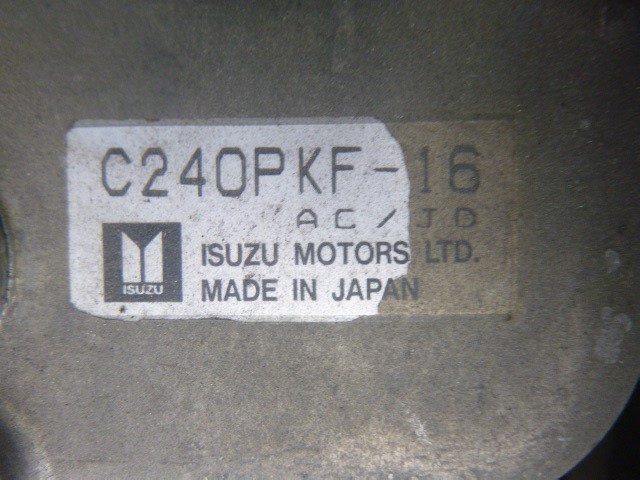 C240PKF-16
AC/JD
ISUZU MOTORS LTD.
ISUZU
MADE IN JAPAN